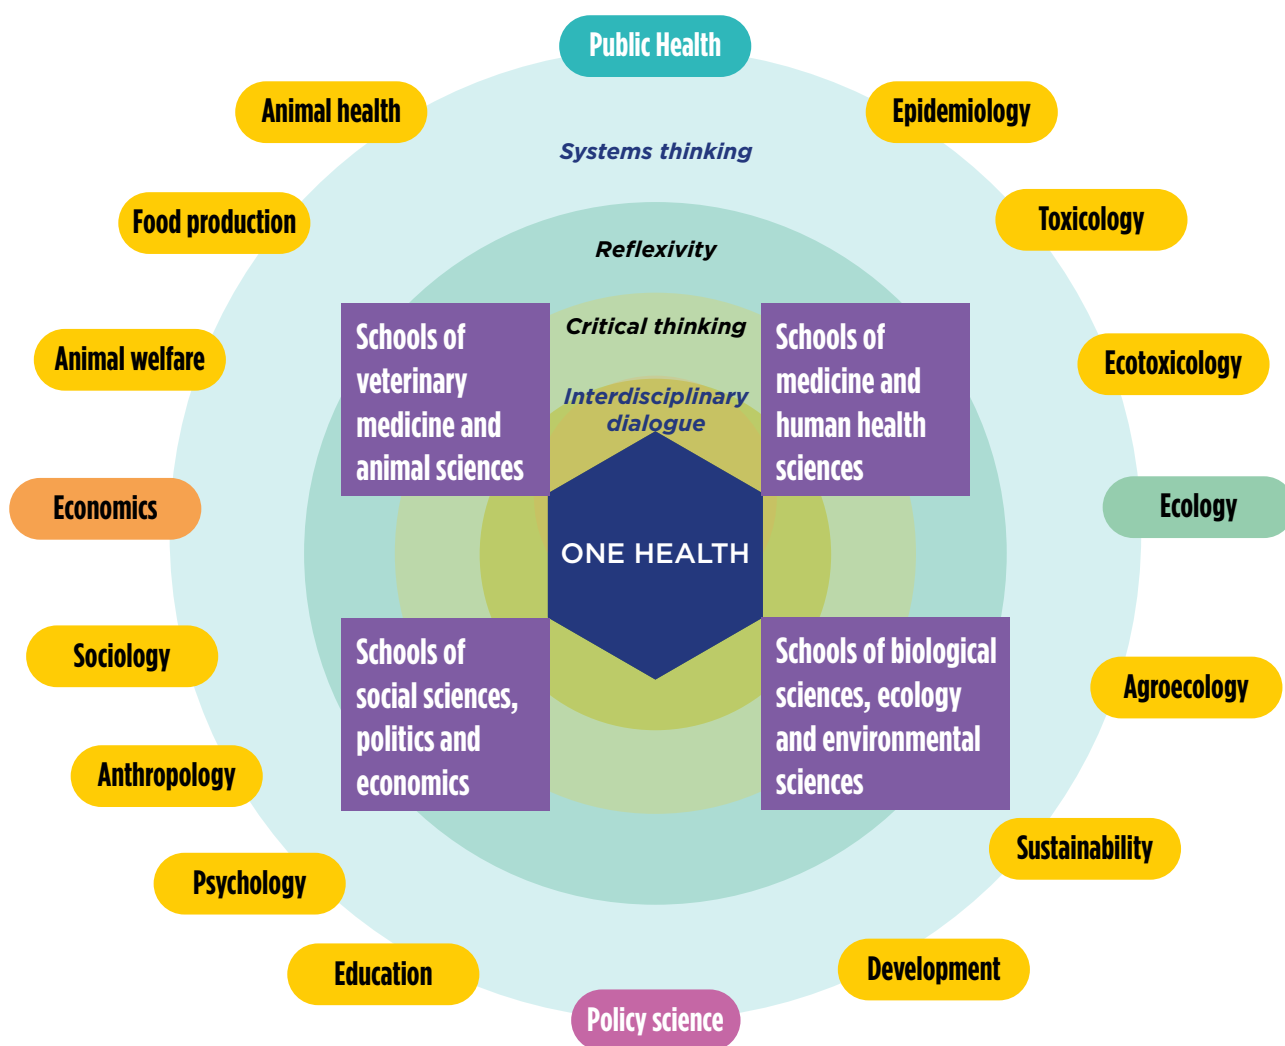 Public Health
Animal health
Epidemiology
Systems thinking
Food production
Toxicology
Reflexivity
Critical thinking
Schools of
veterinary
medicine and
animal sciences
Schools of
medicine and
human health
sciences
Animal welfare
Ecotoxicology
Interdisciplinary
dialogue
Economics
Ecology
ONE HEALTH
Sociology
Agroecology
Schools of
social sciences,
politics and
economics
Schools of biological
sciences, ecology
and environmental
sciences
Anthropology
Sustainability
Psychology
Education
Development
Policy science